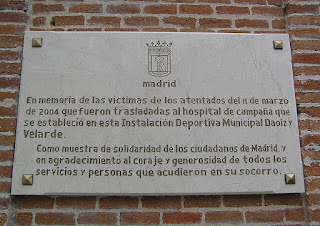 madrid
En memoria de las víctimas de los atentados del 11 de marzo
de 2004 que fueron trasladadas al hospital de campaña que
se estableció en esta Instalación Deportiva Municipal Daoiz y
Velarde.
Como muestra de solidaridad de los ciudadanos de Madrid, y
en agradecimiento al coraje y generosidad de todos los
servicios y personas que acudieron en su socorro.